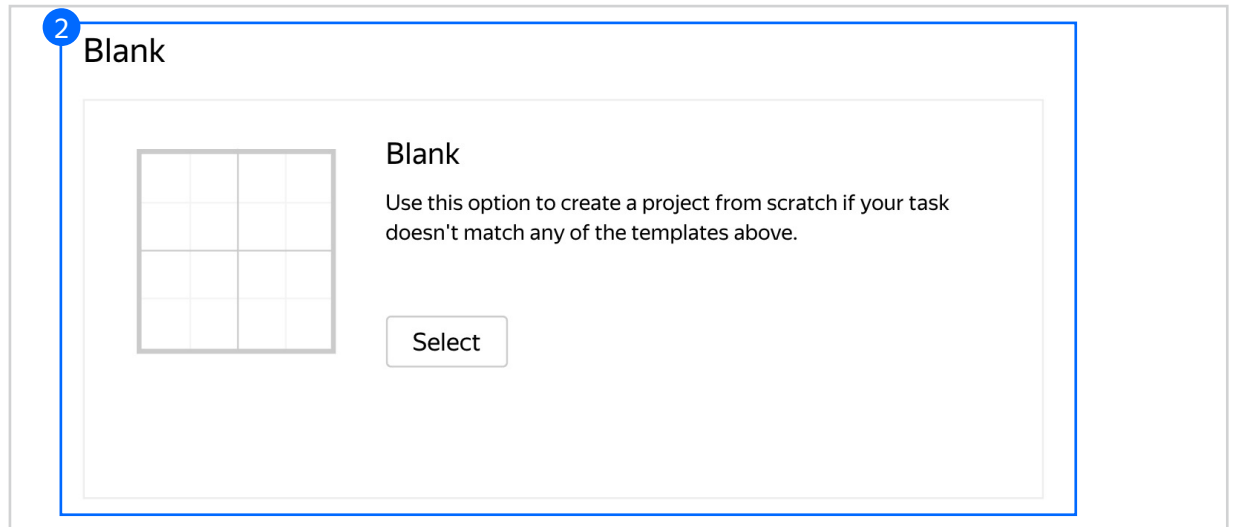 2
Blank
Blank
Use this option to create a project from scratch if your task
doesn't match any of the templates above.
Select